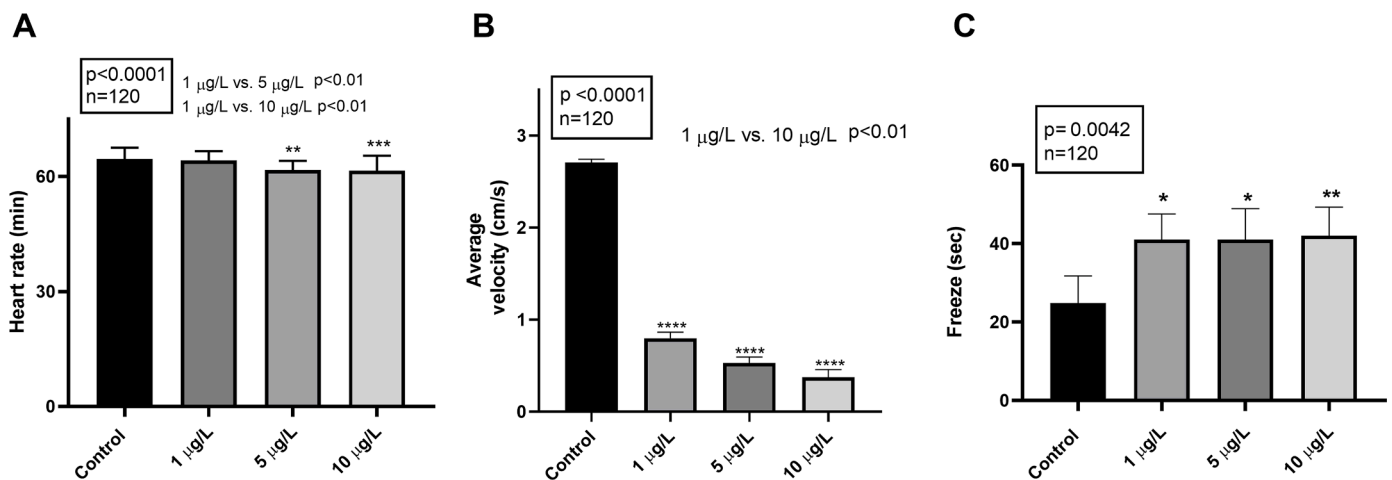 A
p<0.0001
n=120
1 μg/L vs. 5 μg/L p<0.01
1 μg/L vs. 10 μg/L p<0.01
Heart rate (min)
60
30
0
**
***
Control
1 μg/L
5 μg/L
10 μg/L
B
p <0.0001
n=120
1 μg/L vs. 10 μg/L p<0.01
Average
velocity (cm/s)
3
2
1
0
****
****
****
Control
1 μg/L
5 μg/L
10 μg/L
C
p= 0.0042
n=120
Freeze (sec)
60
40
20
0
*
*
**
Control
1 μg/L
5 μg/L
10 μg/L